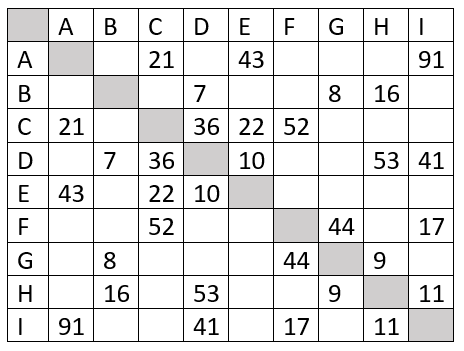 A B C D E F G H I
A 21 43 91
B 7 8 16
C 21 36 22 52
D 7 36 10 53 41
E 43 22 10
F 52 44 17
G 8 44 9
H 16 53 9 11
I 91 41 17 11